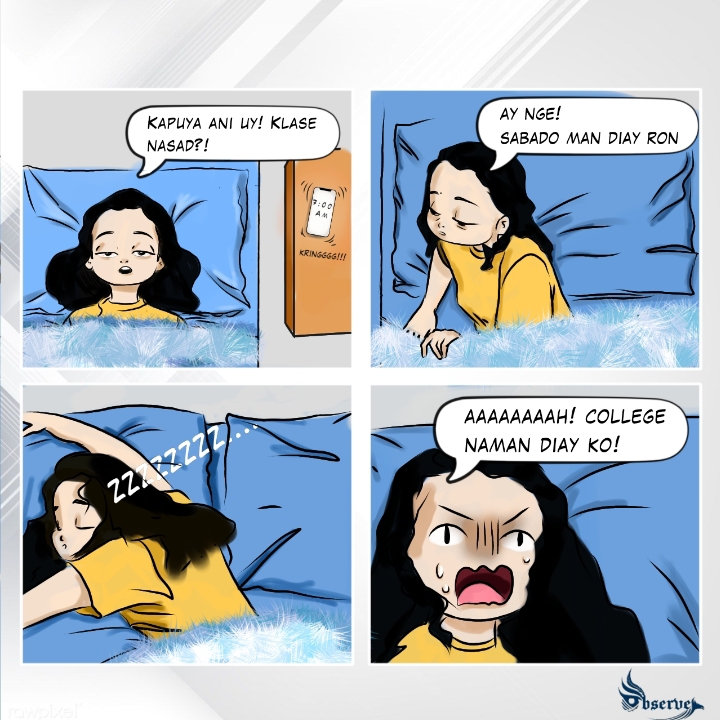 KAPUYA ANI UY! KLASE
NASAD?!
7:00
AM
KRINGGGG!!!
AY NGE!
SABADO MAN DIAY RON
ZZZZZZZZ....
AAAAAAAAH! COLLEGE
NAMAN DIAY KO!
Observer
rawpixel